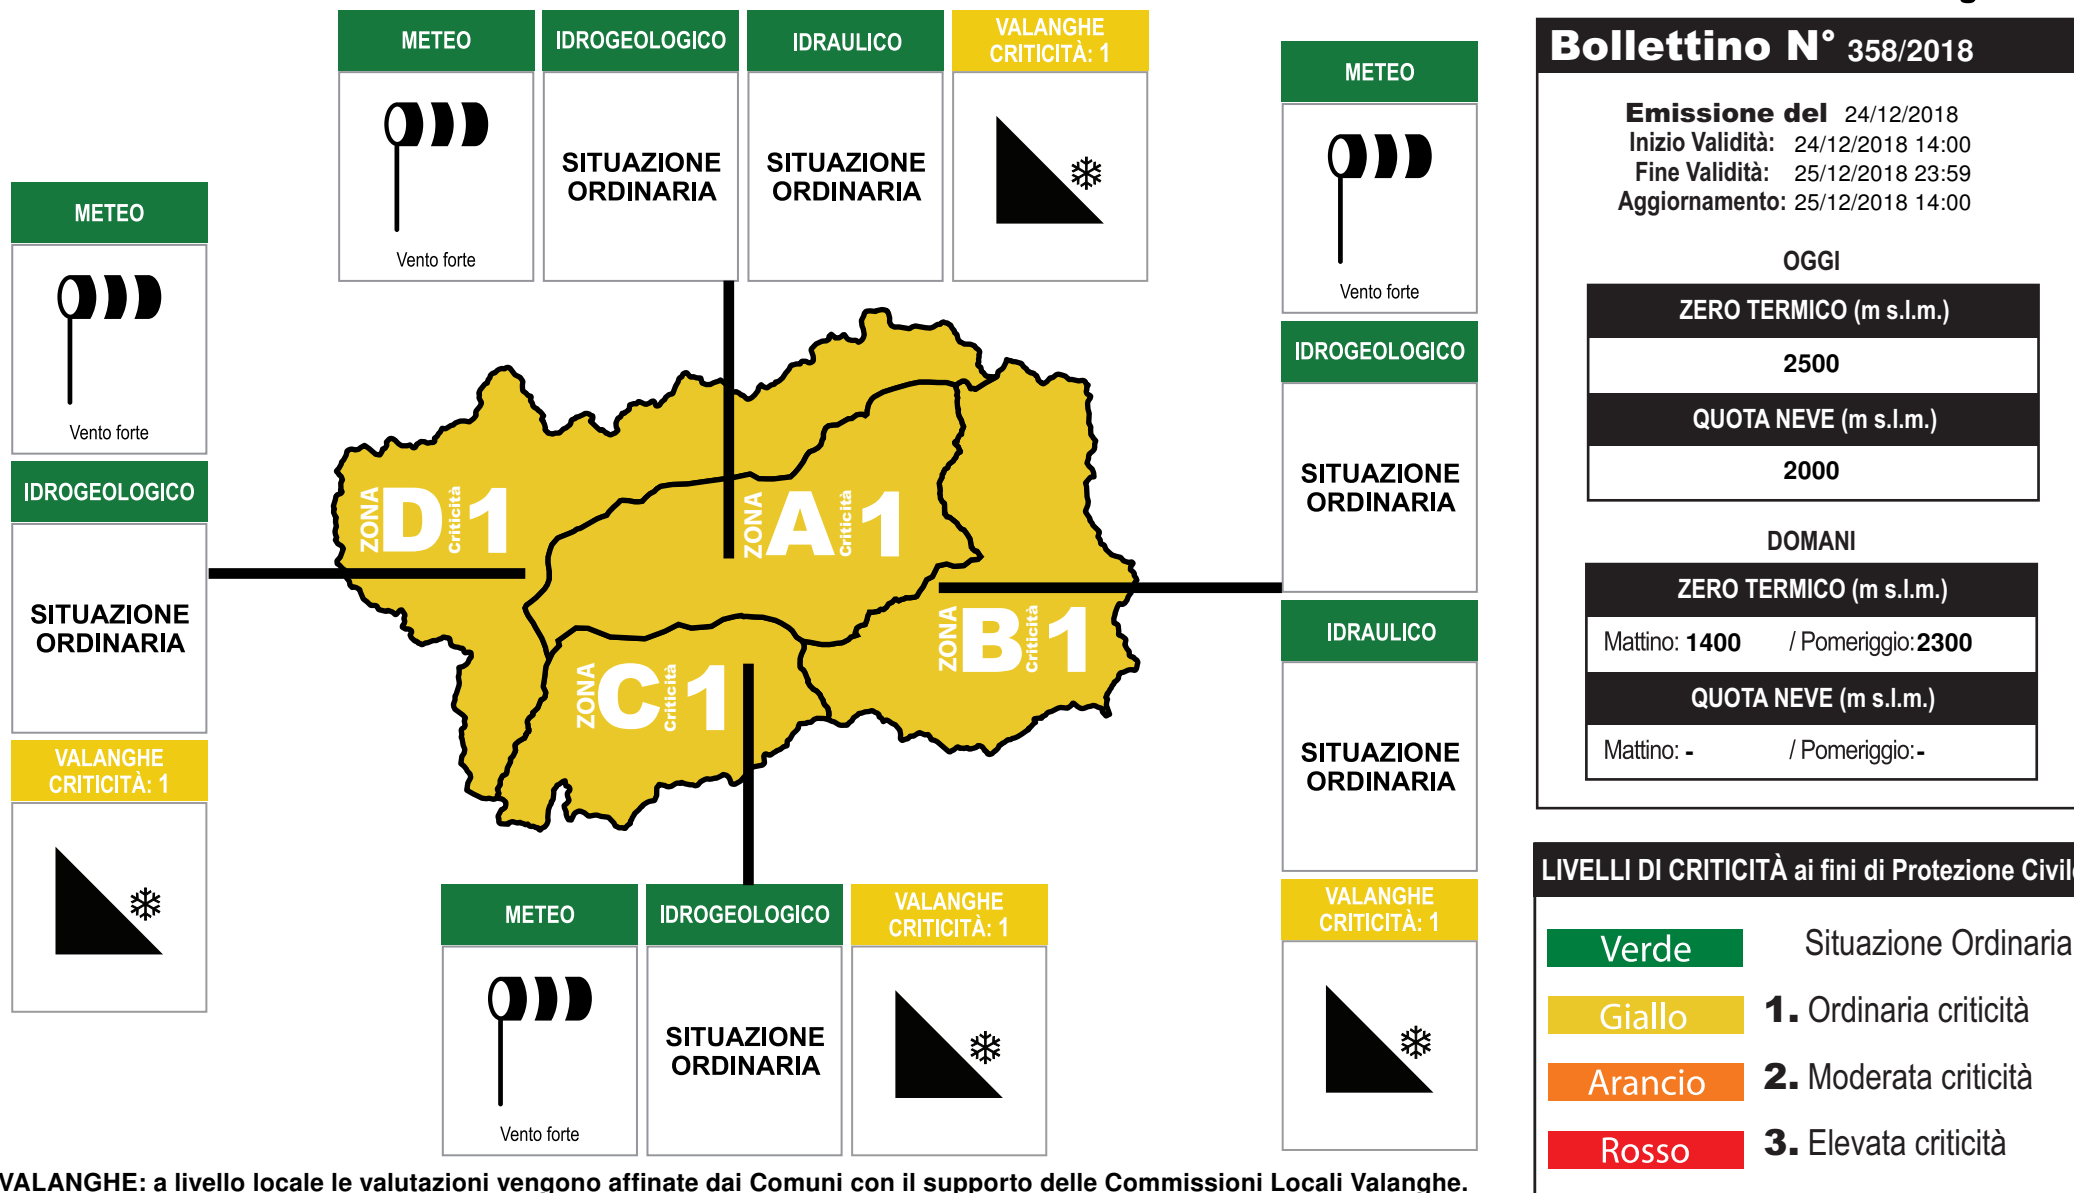 METEO
Vento forte
IDROGEOLOGICO
SITUAZIONE
ORDINARIA
IDRAULICO
SITUAZIONE
ORDINARIA
VALANGHE
CRITICITÀ: 1
METEO
Vento forte
IDROGEOLOGICO
SITUAZIONE
ORDINARIA
VALANGHE
CRITICITÀ: 1
METEO
Vento forte
IDROGEOLOGICO
SITUAZIONE
ORDINARIA
IDRAULICO
SITUAZIONE
ORDINARIA
VALANGHE
CRITICITÀ: 1
ZONA D Criticità 1
ZONA A Criticità 1
ZONA B Criticità 1
ZONA C Criticità 1
METEO
Vento forte
IDROGEOLOGICO
SITUAZIONE
ORDINARIA
VALANGHE
CRITICITÀ: 1
VALANGHE: a livello locale le valutazioni vengono affinate dai Comuni con il supporto delle Commissioni Locali Valanghe.
Bollettino N° 358/2018
Emissione del 24/12/2018
Inizio Validità: 24/12/2018 14:00
Fine Validità: 25/12/2018 23:59
Aggiornamento: 25/12/2018 14:00
OGGI
ZERO TERMICO (m s.l.m.)
2500
QUOTA NEVE (m s.l.m.)
2000
DOMANI
ZERO TERMICO (m s.l.m.)
Mattino: 1400 / Pomeriggio: 2300
QUOTA NEVE (m s.l.m.)
Mattino: - / Pomeriggio: -
LIVELLI DI CRITICITÀ ai fini di Protezione Civile
Verde Situazione Ordinaria
Giallo 1. Ordinaria criticità
Arancio 2. Moderata criticità
Rosso 3. Elevata criticità